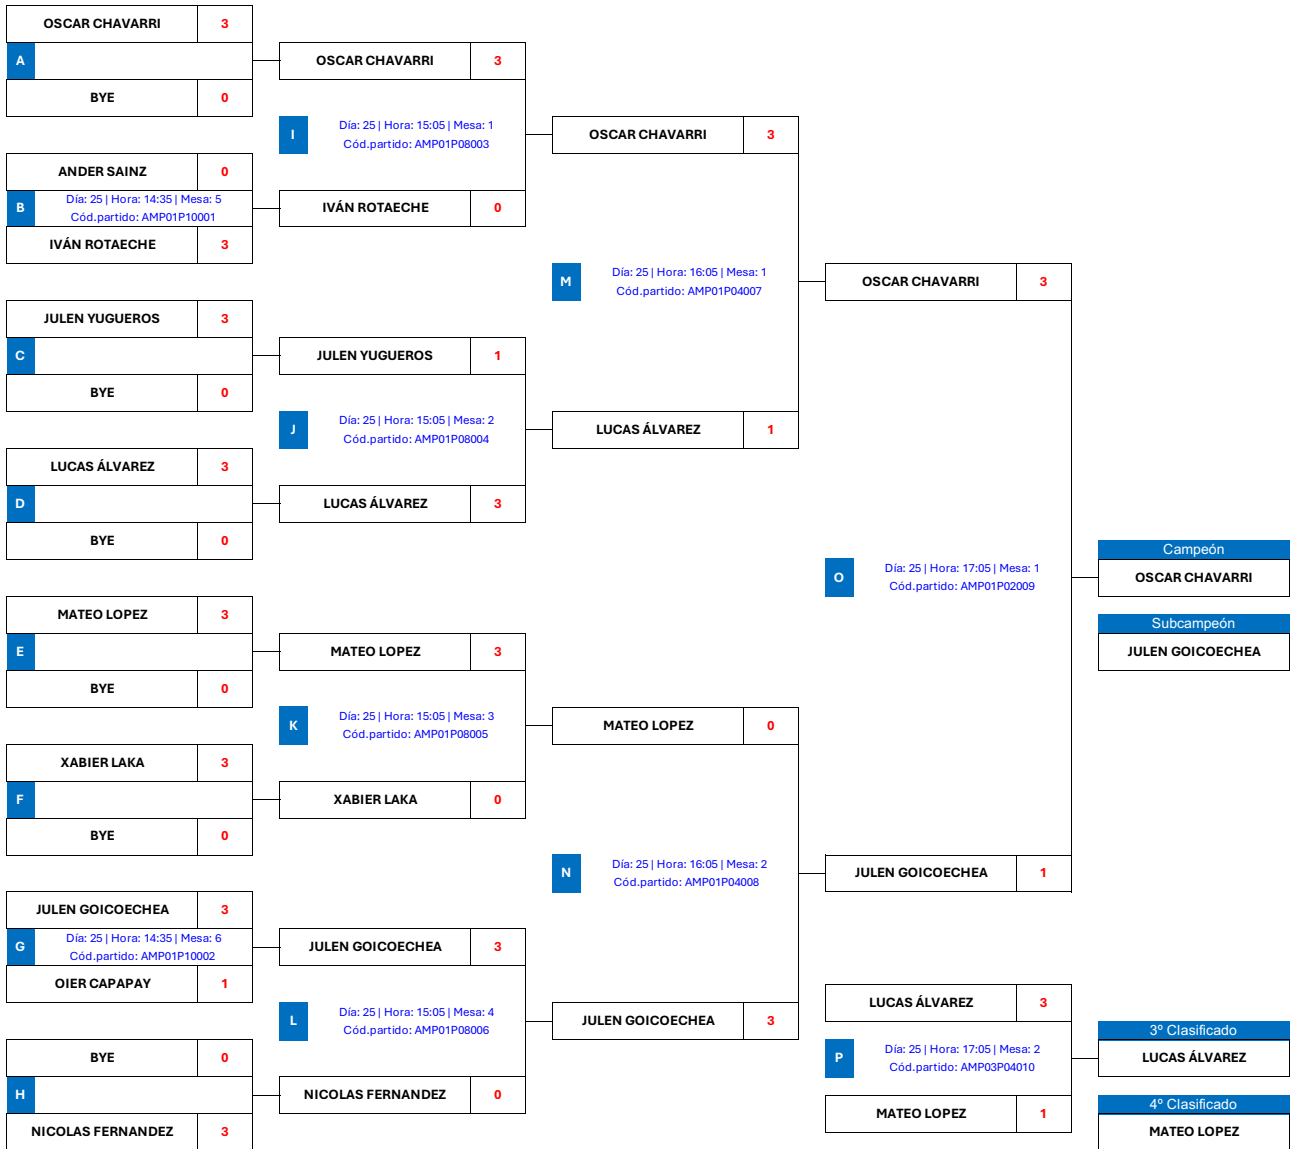 OSCAR CHAVARRI 3
A
BYE 0
ANDER SAINZ 0
B Día: 25 | Hora: 14:35 | Mesa: 5
Cód.partido: AMP01P10001
IVÁN ROTAECHE 3
JULEN YUGUEROS 3
C
BYE 0
LUCAS ÁLVAREZ 3
D
BYE 0
MATEO LOPEZ 3
E
BYE 0
XABIER LAKA 3
F
BYE 0
JULEN GOICOECHEA 3
G Día: 25 | Hora: 14:35 | Mesa: 6
Cód.partido: AMP01P10002
OIER CAPAPAY 1
BYE 0
H
NICOLAS FERNANDEZ 3
OSCAR CHAVARRI 3
I Día: 25 | Hora: 15:05 | Mesa: 1
Cód.partido: AMP01P08003
IVÁN ROTAECHE 0
JULEN YUGUEROS 1
J Día: 25 | Hora: 15:05 | Mesa: 2
Cód.partido: AMP01P08004
LUCAS ÁLVAREZ 3
MATEO LOPEZ 3
K Día: 25 | Hora: 15:05 | Mesa: 3
Cód.partido: AMP01P08005
XABIER LAKA 0
JULEN GOICOECHEA 3
L Día: 25 | Hora: 15:05 | Mesa: 4
Cód.partido: AMP01P08006
NICOLAS FERNANDEZ 0
OSCAR CHAVARRI 3
M Día: 25 | Hora: 16:05 | Mesa: 1
Cód.partido: AMP01P04007
LUCAS ÁLVAREZ 1
MATEO LOPEZ 0
N Día: 25 | Hora: 16:05 | Mesa: 2
Cód.partido: AMP01P04008
JULEN GOICOECHEA 3
OSCAR CHAVARRI 3
O Día: 25 | Hora: 17:05 | Mesa: 1
Cód.partido: AMP01P02009
JULEN GOICOECHEA 1
LUCAS ÁLVAREZ 3
P Día: 25 | Hora: 17:05 | Mesa: 2
Cód.partido: AMP03P04010
MATEO LOPEZ 1
Campeón
OSCAR CHAVARRI
Subcampeón
JULEN GOICOECHEA
3º Clasificado
LUCAS ÁLVAREZ
4º Clasificado
MATEO LOPEZ